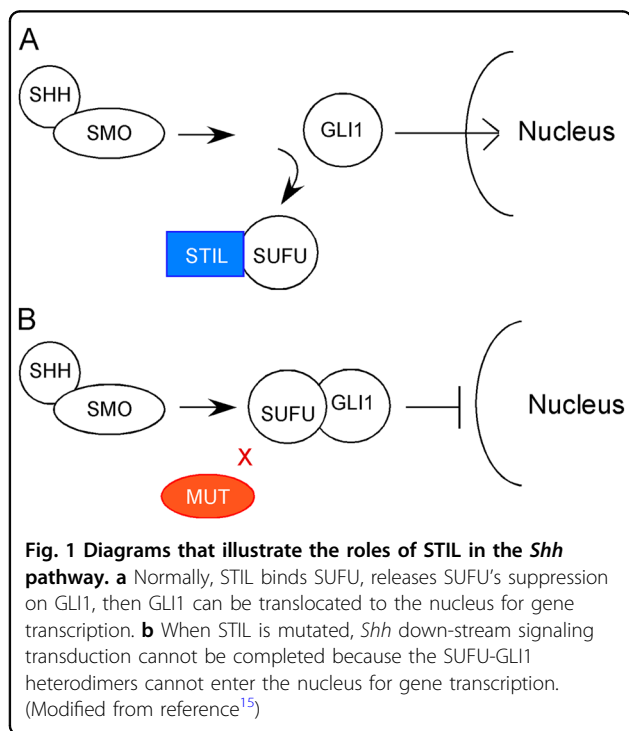 A
SHH
SMO
GLI1
Nucleus
STIL
SUFU
B
SHH
SMO
SUFU
GLI1
Nucleus
X
MUT
Fig. 1 Diagrams that illustrate the roles of STIL in the Shh
pathway. a Normally, STIL binds SUFU, releases SUFU's suppression
on GLI1, then GLI1 can be translocated to the nucleus for gene
transcription. b When STIL is mutated, Shh down-stream signaling
transduction cannot be completed because the SUFU-GLI1
heterodimers cannot enter the nucleus for gene transcription.
(Modified from reference15)